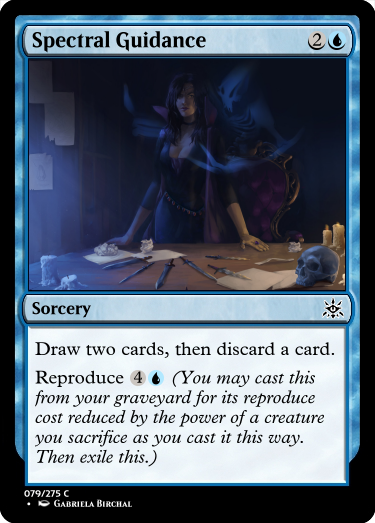 Spectral Guidance 2
Sorcery
Draw two cards, then discard a card.
Reproduce 4 (You may cast this
from your graveyard for its reproduce
cost reduced by the power of a creature
you sacrifice as you cast it this way.
Then exile this.)
079/275 C
• Gabriela Birchal